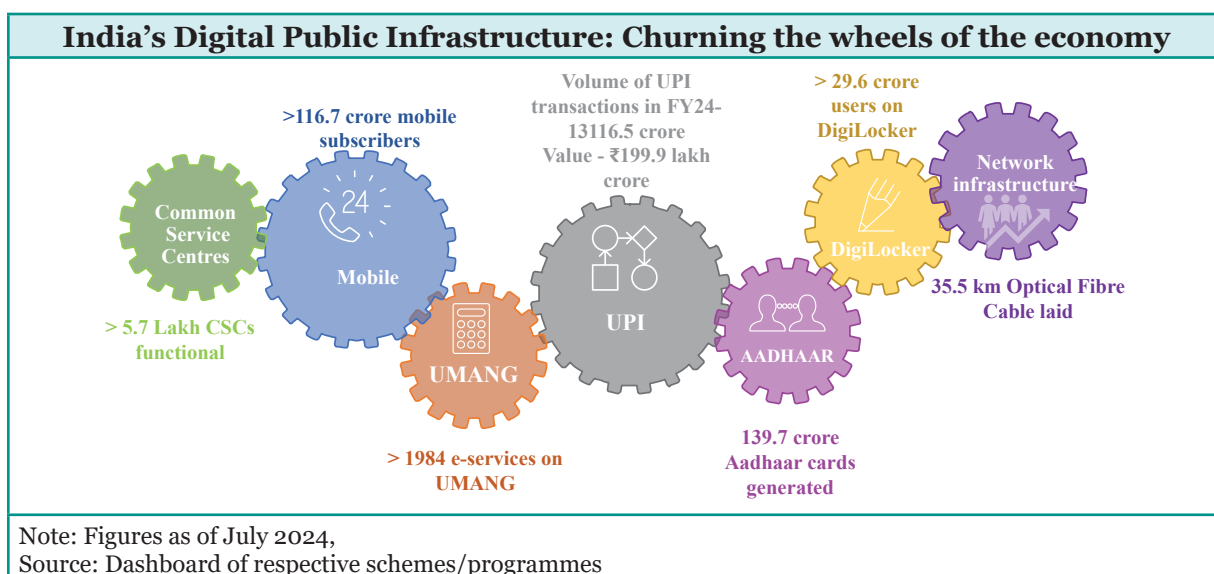 India’s Digital Public Infrastructure: Churning the wheels of the economy
Common
Service
Centres
> 5.7 Lakh CSCs
functional
>116.7 crore mobile
subscribers
24
Mobile
UMANG
> 1984 e-services on
UMANG
Volume of UPI
transactions in FY24-
13116.5 crore
Value - ₹199.9 lakh
crore
UPI
AADHAAR
139.7 crore
Aadhaar cards
generated
> 29.6 crore
users on
DigiLocker
DigiLocker
Network
infrastructure
35.5 km Optical Fibre
Cable laid
Note: Figures as of July 2024,
Source: Dashboard of respective schemes/programmes